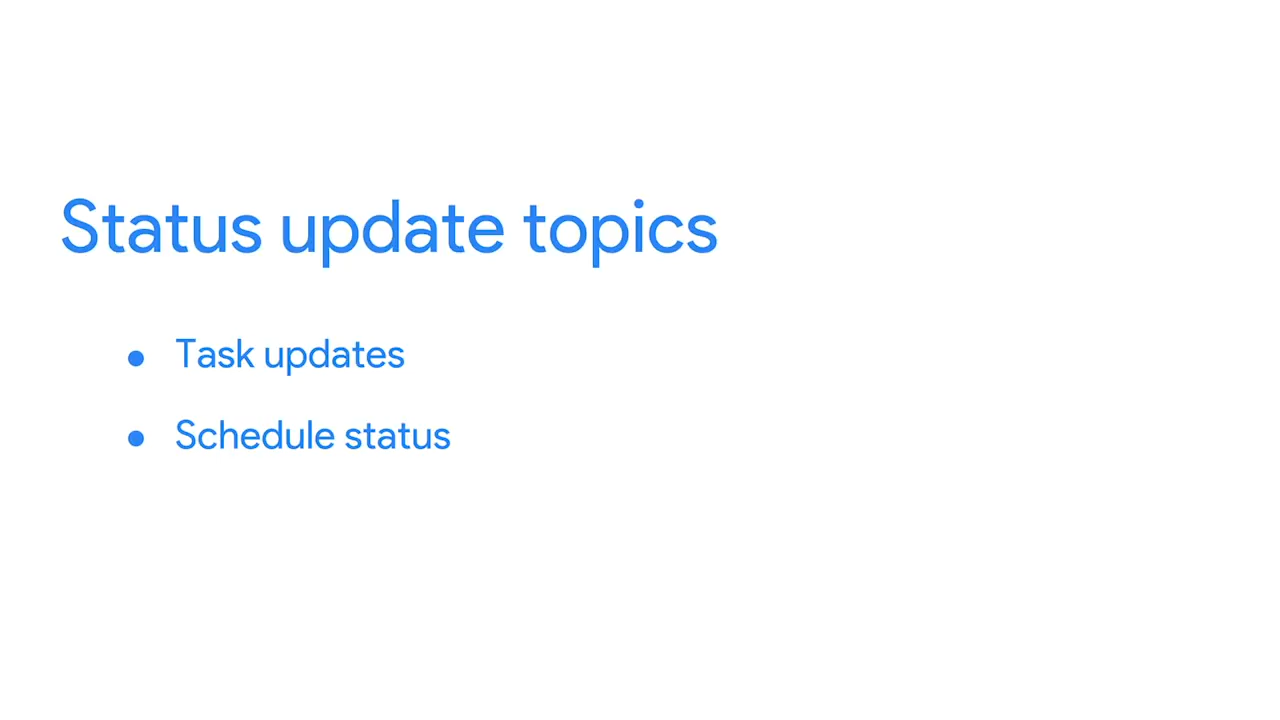 Status update topics
● Task updates
● Schedule status